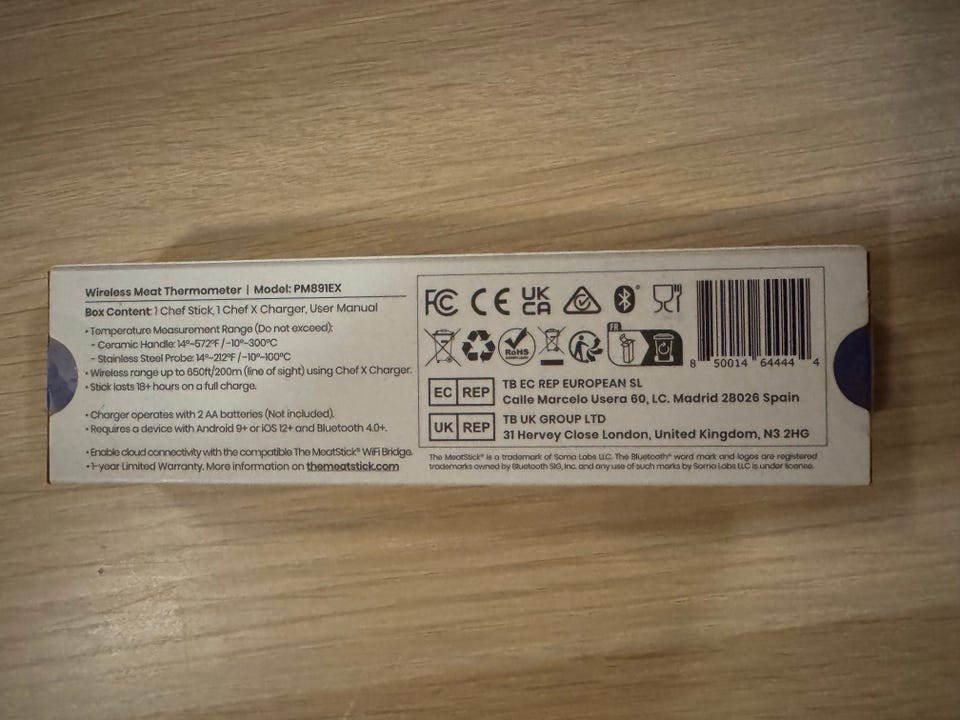 Wireless Meat Thermometer | Model: PM891EX
Box Content: 1 Chef Stick, 1 Chef X Charger, User Manual
• Temperature Measurement Range (Do not exceed):
- Ceramic Handle: 14°~572°F / -10°~300°C
- Stainless Steel Probe: 14°~212°F / -10°~100°C
• Wireless range up to 650ft/200m (line of sight) using Chef X Charger.
• Stick lasts 18+ hours on a full charge.
• Charger operates with 2 AA batteries (Not included).
• Requires a device with Android 9+ or iOS 12+ and Bluetooth 4.0+.
• Enable cloud connectivity with the compatible The MeatStick® WiFi Bridge.
• 1-year Limited Warranty. More information on themeatstick.com
FC CE UK CA
RoHS
FR
8 50014 64444 4
EC REP
TB EC REP EUROPEAN SL
Calle Marcelo Usera 60, LC. Madrid 28026 Spain
UK REP
TB UK GROUP LTD
31 Hervey Close London, United Kingdom, N3 2HG
The MeatStick® is a trademark of Soma Labs LLC. The Bluetooth® word mark and logos are registered
trademarks owned by Bluetooth SIG, Inc. and any use of such marks by Soma Labs LLC is under license.